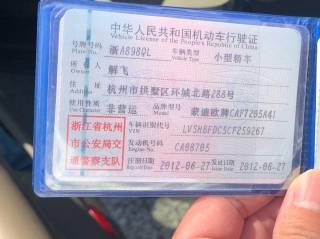 中华人民共和国机动车行驶证
Vehicle License of the People's Republic of China
号牌号码 浙A898QL 车辆类型 小型轿车
Plate No. Vehicle Type
所有人 解飞
Owner
住址 杭州市拱墅区环城北路288号
Address
使用性质 非营运 品牌型号 蒙迪欧牌CAF7205A41
Use Character Model
车辆识别代号
VIN LVSHBFDC5CF259267
发动机号码
Engine No. CA08705
注册日期 2012-06-27 发证日期 2012-06-27
Register Date Issue Date
浙江省杭州
市公安局交
通警察支队